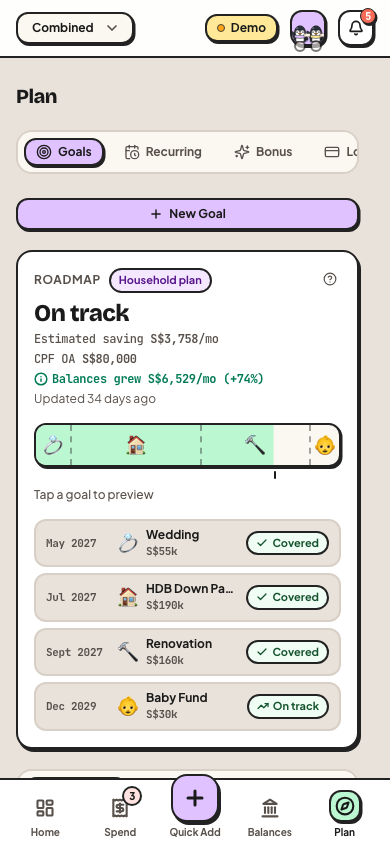 Combined
Demo
5
Plan
Goals
Recurring
Bonus
Lo
New Goal
ROADMAP
Household plan
On track
Estimated saving S$3,758/mo
CPF OA S$80,000
Balances grew S$6,529/mo (+74%)
Updated 34 days ago
Tap a goal to preview
May 2027
Wedding
S$55k
Covered
Jul 2027
HDB Down Pa…
S$190k
Covered
Sept 2027
Renovation
S$160k
Covered
Dec 2029
Baby Fund
S$30k
On track
Home
3
Spend
Quick Add
Balances
Plan